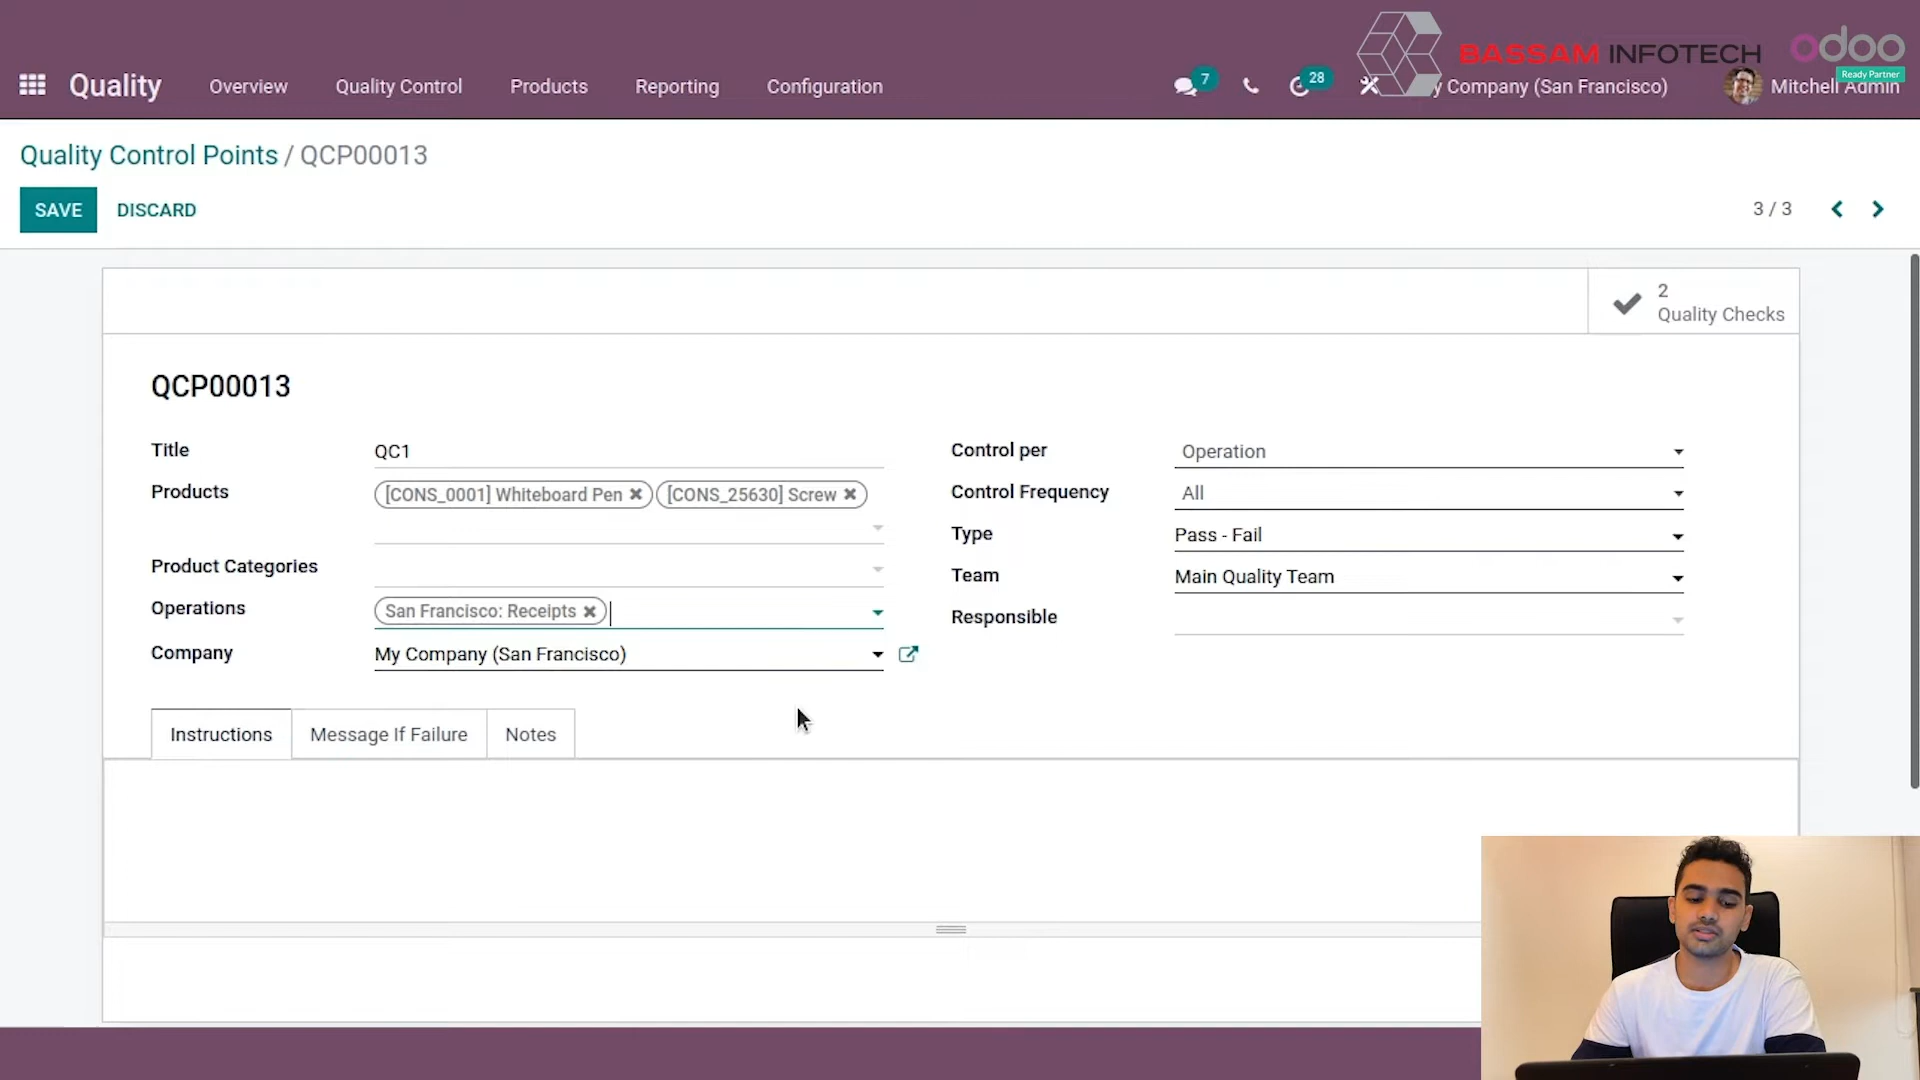 BASSAM INFOTECH
odoo
Ready Partner
Quality
Overview
Quality Control
Products
Reporting
Configuration
7
28
y Company (San Francisco)
Mitchell Admin
Quality Control Points / QCP00013
SAVE
DISCARD
3 / 3
2
Quality Checks
QCP00013
Title
QC1
Products
[CONS_0001] Whiteboard Pen
[CONS_25630] Screw
Product Categories
Operations
San Francisco: Receipts
Company
My Company (San Francisco)
Control per
Operation
Control Frequency
All
Type
Pass - Fail
Team
Main Quality Team
Responsible
Instructions
Message If Failure
Notes